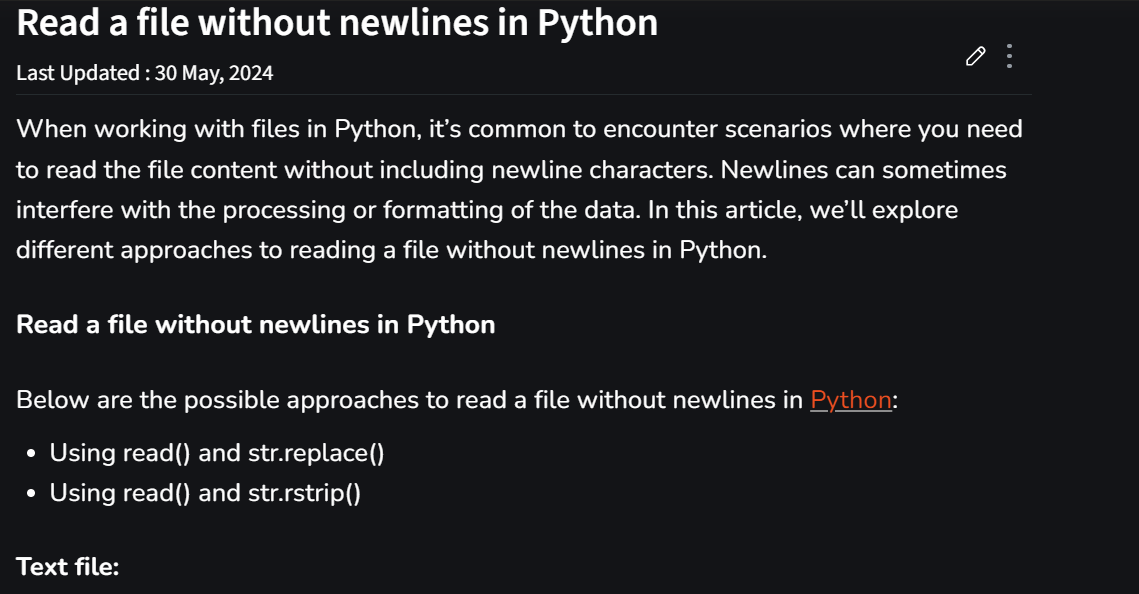 Read a file without newlines in Python
Last Updated : 30 May, 2024
When working with files in Python, it’s common to encounter scenarios where you need
to read the file content without including newline characters. Newlines can sometimes
interfere with the processing or formatting of the data. In this article, we’ll explore
different approaches to reading a file without newlines in Python.
Read a file without newlines in Python
Below are the possible approaches to read a file without newlines in Python:
• Using read() and str.replace()
• Using read() and str.rstrip()
Text file: